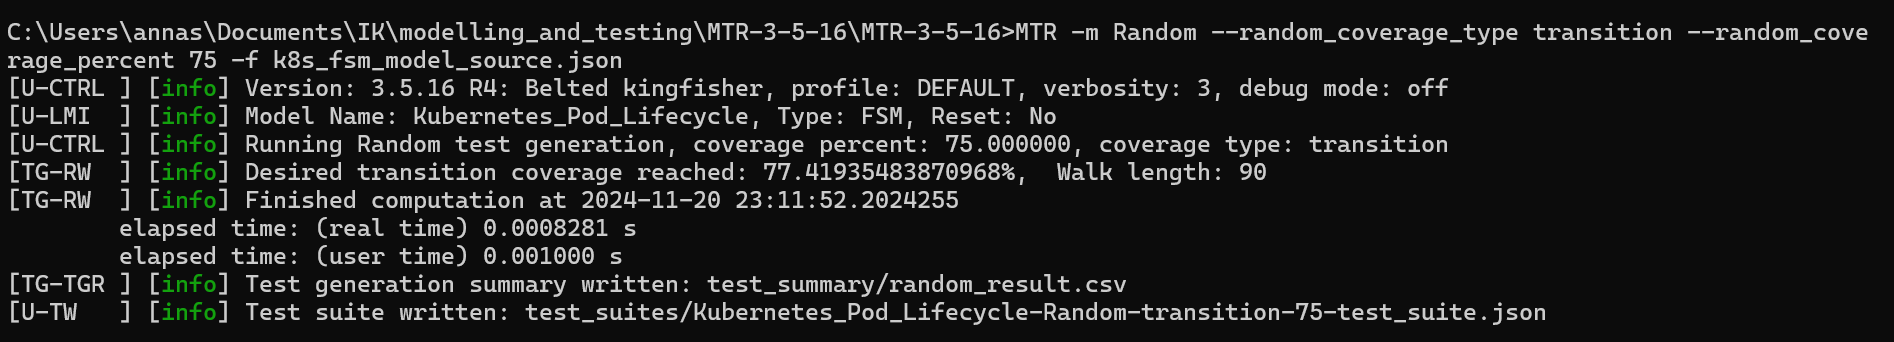 C:\Users\annas\Documents\IK\modelling_and_testing\MTR-3-5-16\MTR-3-5-16>MTR -m Random --random_coverage_type transition --random_cove
rage_percent 75 -f k8s_fsm_model_source.json
[U-CTRL ] [info] Version: 3.5.16 R4: Belted kingfisher, profile: DEFAULT, verbosity: 3, debug mode: off
[U-LMI  ] [info] Model Name: Kubernetes_Pod_Lifecycle, Type: FSM, Reset: No
[U-CTRL ] [info] Running Random test generation, coverage percent: 75.000000, coverage type: transition
[TG-RW  ] [info] Desired transition coverage reached: 77.41935483870968%,  Walk length: 90
[TG-RW  ] [info] Finished computation at 2024-11-20 23:11:52.2024255
        elapsed time: (real time) 0.0008281 s
        elapsed time: (user time) 0.001000 s
[TG-TGR ] [info] Test generation summary written: test_summary/random_result.csv
[U-TW   ] [info] Test suite written: test_suites/Kubernetes_Pod_Lifecycle-Random-transition-75-test_suite.json